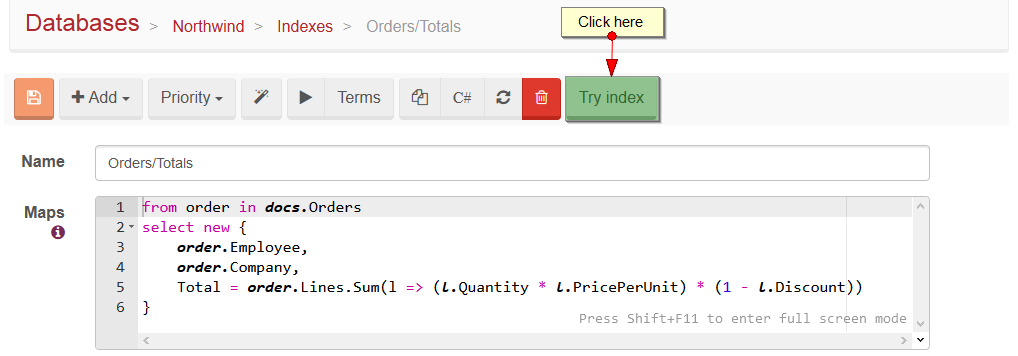 Databases > Northwind > Indexes > Orders/Totals
Click here
Add Priority Terms C# Try index
Name Orders/Totals
Maps
1 from order in docs.Orders
2 select new {
3 order.Employee,
4 order.Company,
5 Total = order.Lines.Sum(l => (l.Quantity * l.PricePerUnit) * (1 - l.Discount))
6 }
Press Shift+F11 to enter full screen mode